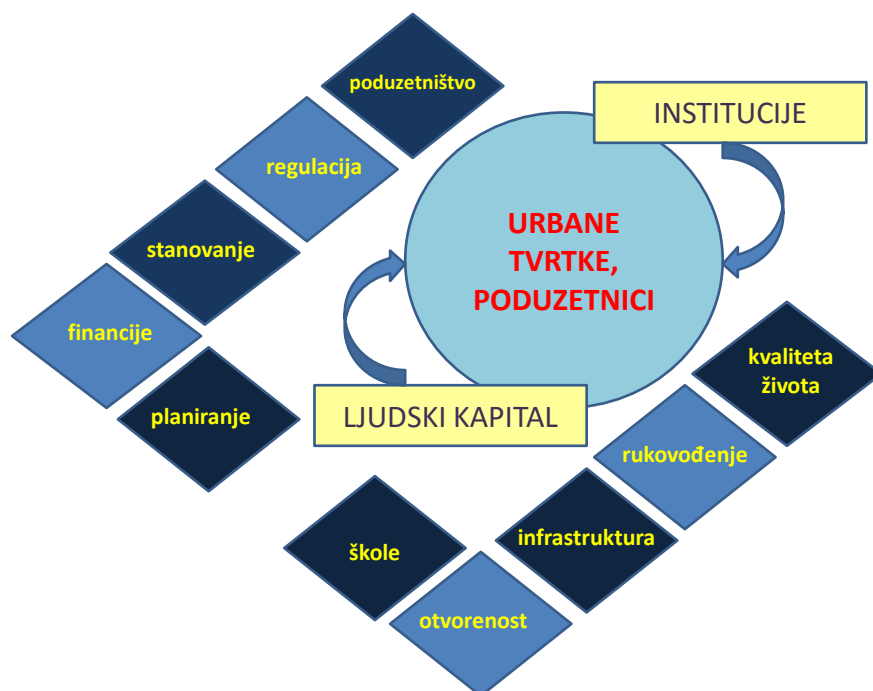 poduzetništvo
regulacija
stanovanje
financije
planiranje
INSTITUCIJE
URBANE
TVRTKE,
PODUZETNICI
LJUDSKI KAPITAL
kvaliteta
života
rukovođenje
infrastruktura
škole
otvorenost